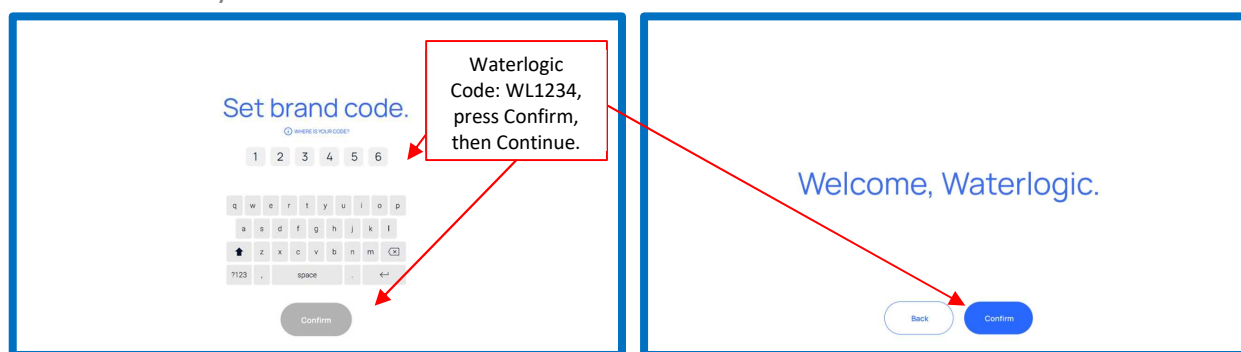 Set brand code.
WHERE IS YOUR CODE?
1 2 3 4 5 6
q w e r t y u i o p
a s d f g h j k l
z x c v b n m
?123 , space .
Confirm
Waterlogic
Code: WL1234,
press Confirm,
then Continue.
Welcome, Waterlogic.
Back Confirm